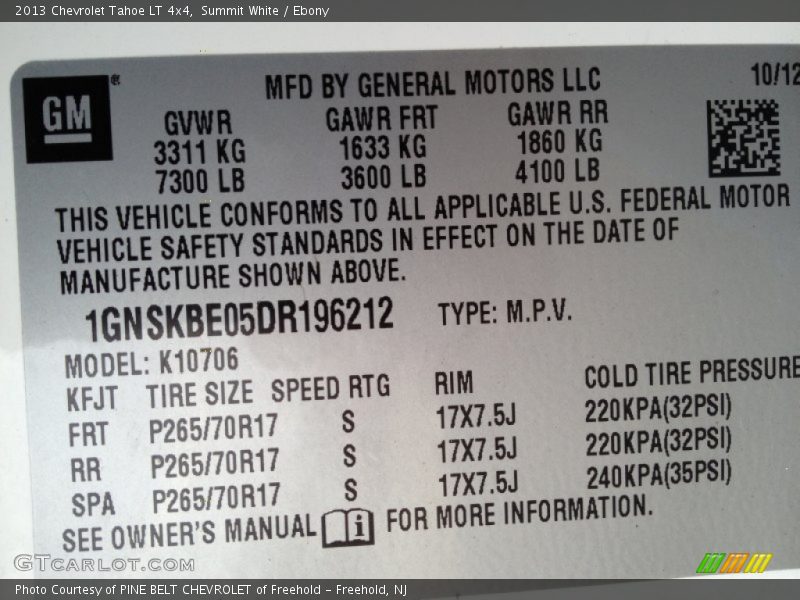 2013 Chevrolet Tahoe LT 4x4, Summit White / Ebony
GM
®
MFD BY GENERAL MOTORS LLC
10/12
GVWR GAWR FRT GAWR RR
3311 KG 1633 KG 1860 KG
7300 LB 3600 LB 4100 LB
THIS VEHICLE CONFORMS TO ALL APPLICABLE U.S. FEDERAL MOTOR
VEHICLE SAFETY STANDARDS IN EFFECT ON THE DATE OF
MANUFACTURE SHOWN ABOVE.
1GNSKBE05DR196212 TYPE: M.P.V.
MODEL: K10706
KFJT TIRE SIZE SPEED RTG RIM COLD TIRE PRESSURE
FRT P265/70R17 S 17X7.5J 220KPA(32PSI)
RR P265/70R17 S 17X7.5J 220KPA(32PSI)
SPA P265/70R17 S 17X7.5J 240KPA(35PSI)
SEE OWNER'S MANUAL i FOR MORE INFORMATION.
GTcarlot.com
Photo Courtesy of PINE BELT CHEVROLET of Freehold – Freehold, NJ